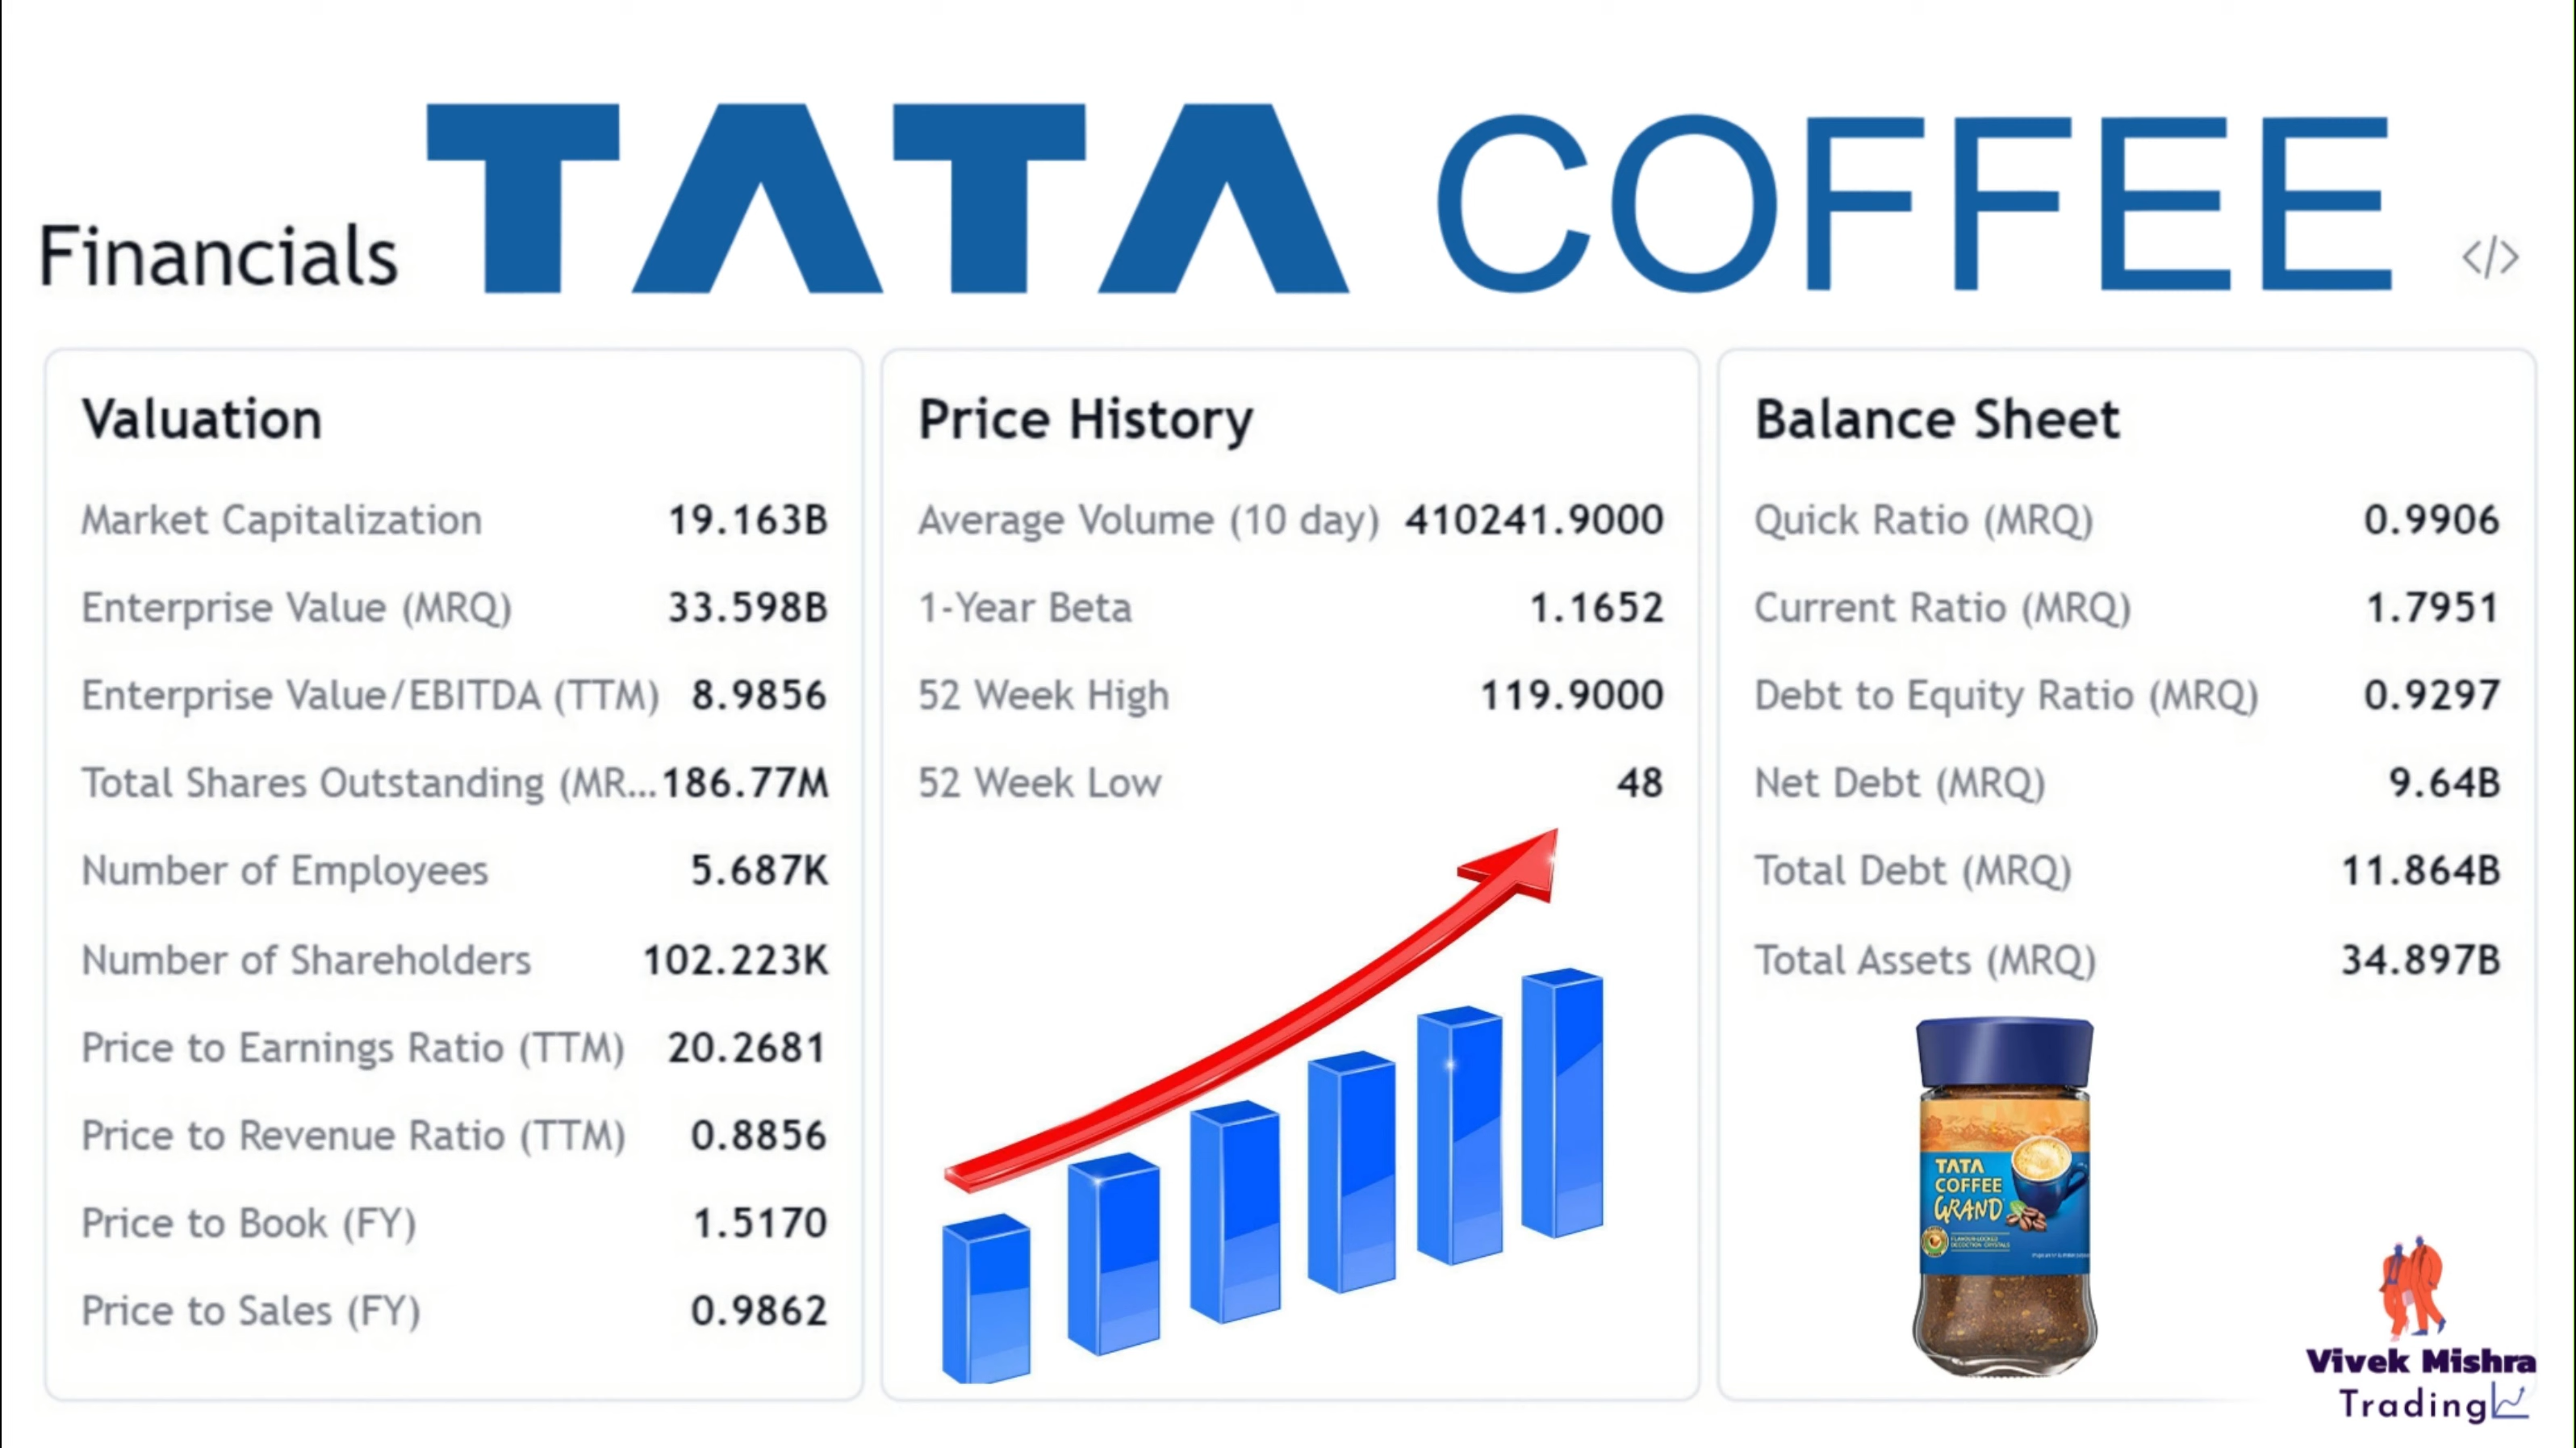 TATA COFFEE
Financials
</>
Valuation
Market Capitalization 19.163B
Enterprise Value (MRQ) 33.598B
Enterprise Value/EBITDA (TTM) 8.9856
Total Shares Outstanding (MR... 186.77M
Number of Employees 5.687K
Number of Shareholders 102.223K
Price to Earnings Ratio (TTM) 20.2681
Price to Revenue Ratio (TTM) 0.8856
Price to Book (FY) 1.5170
Price to Sales (FY) 0.9862
Price History
Average Volume (10 day) 410241.9000
1-Year Beta 1.1652
52 Week High 119.9000
52 Week Low 48
Balance Sheet
Quick Ratio (MRQ) 0.9906
Current Ratio (MRQ) 1.7951
Debt to Equity Ratio (MRQ) 0.9297
Net Debt (MRQ) 9.64B
Total Debt (MRQ) 11.864B
Total Assets (MRQ) 34.897B
TATA
COFFEE
GRAND
FLAVOUR-LOCKED
DECOCTION CRYSTALS
Vivek Mishra
Trading